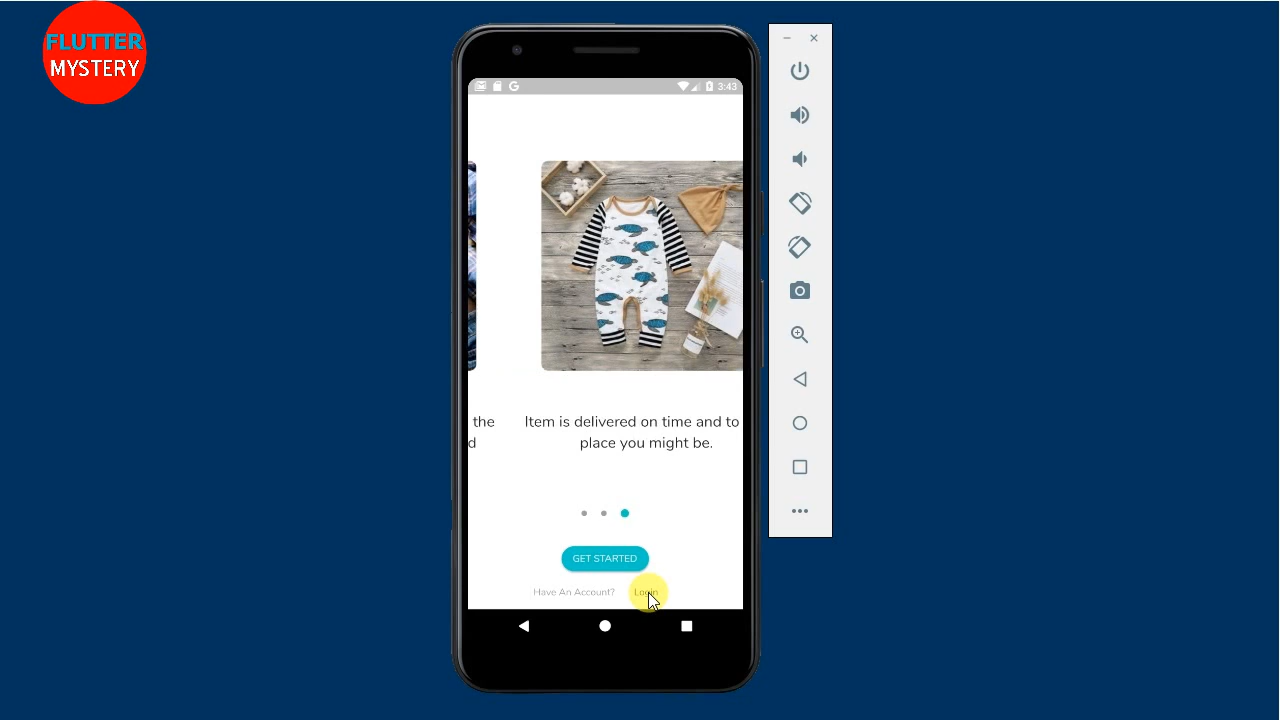 FLUTTER
MYSTERY
3:43
the
d
Item is delivered on time and to
place you might be.
GET STARTED
Have An Account? Login